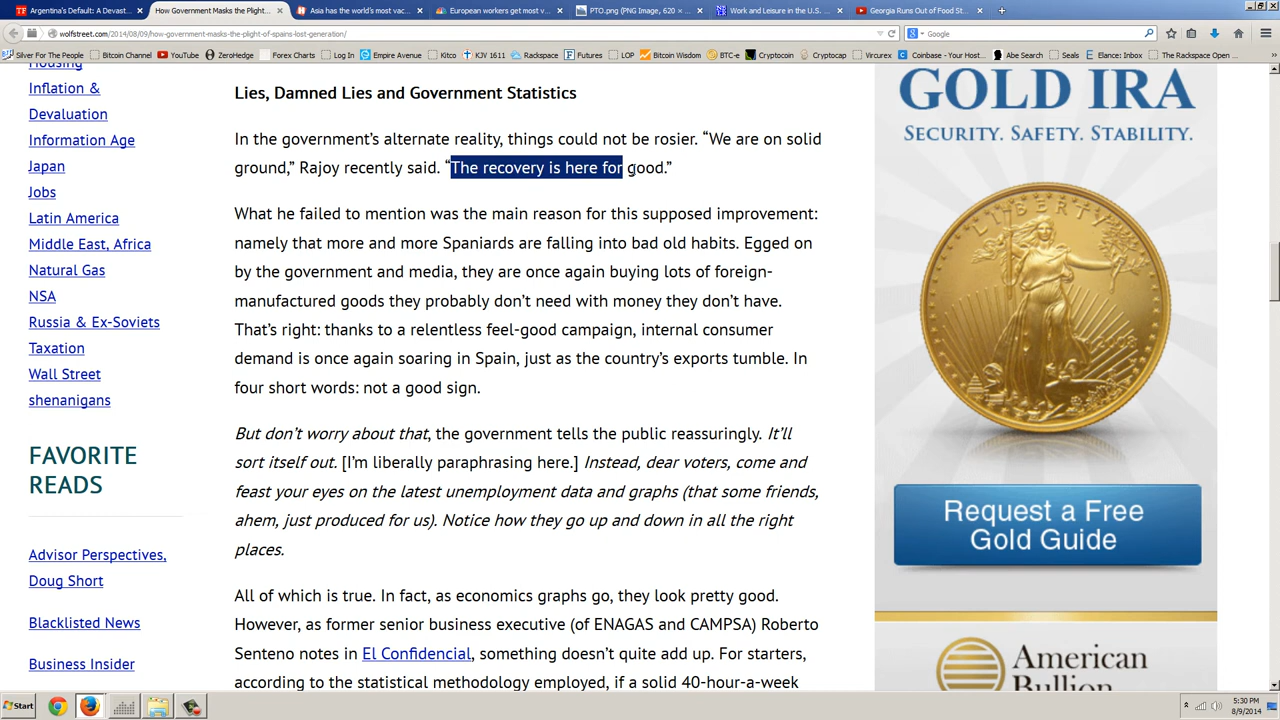 Argentina's Default: A Devast...
How Government Masks the Plight...
Asia has the world's most vac...
European workers get most v...
PTO.png (PNG Image, 620 × ...
Work and Leisure in the U.S. ...
Georgia Runs Out of Food St...
wolfstreet.com/2014/08/09/how-government-masks-the-plight-of-spains-lost-generation/
Google
Silver For The People
Bitcoin Channel
YouTube
ZeroHedge
Forex Charts
Log In
Empire Avenue
Kitco
KJV 1611
Rackspace
Futures
LOP
Bitcoin Wisdom
BTC-e
Cryptocoin
Cryptocap
Vircurex
Coinbase - Your Host...
Abe Search
Seals
Elance: Inbox
The Rackspace Open ...
Housing
Inflation &
Devaluation
Information Age
Japan
Jobs
Latin America
Middle East, Africa
Natural Gas
NSA
Russia & Ex-Soviets
Taxation
Wall Street
shenanigans
FAVORITE
READS
Advisor Perspectives,
Doug Short
Blacklisted News
Business Insider
Lies, Damned Lies and Government Statistics
In the government's alternate reality, things could not be rosier. “We are on solid
ground,” Rajoy recently said. “The recovery is here for good.”
What he failed to mention was the main reason for this supposed improvement:
namely that more and more Spaniards are falling into bad old habits. Egged on
by the government and media, they are once again buying lots of foreign-
manufactured goods they probably don't need with money they don't have.
That's right: thanks to a relentless feel-good campaign, internal consumer
demand is once again soaring in Spain, just as the country's exports tumble. In
four short words: not a good sign.
But don't worry about that, the government tells the public reassuringly. It'll
sort itself out. [I'm liberally paraphrasing here.] Instead, dear voters, come and
feast your eyes on the latest unemployment data and graphs (that some friends,
ahem, just produced for us). Notice how they go up and down in all the right
places.
All of which is true. In fact, as economics graphs go, they look pretty good.
However, as former senior business executive (of ENAGAS and CAMPSA) Roberto
Senteno notes in El Confidencial, something doesn't quite add up. For starters,
according to the statistical methodology employed, if a solid 40-hour-a-week
GOLD IRA
SECURITY. SAFETY. STABILITY.
LIBERTY
2003
Request a Free
Gold Guide
American
Bullion
Start
5:30 PM
8/9/2014